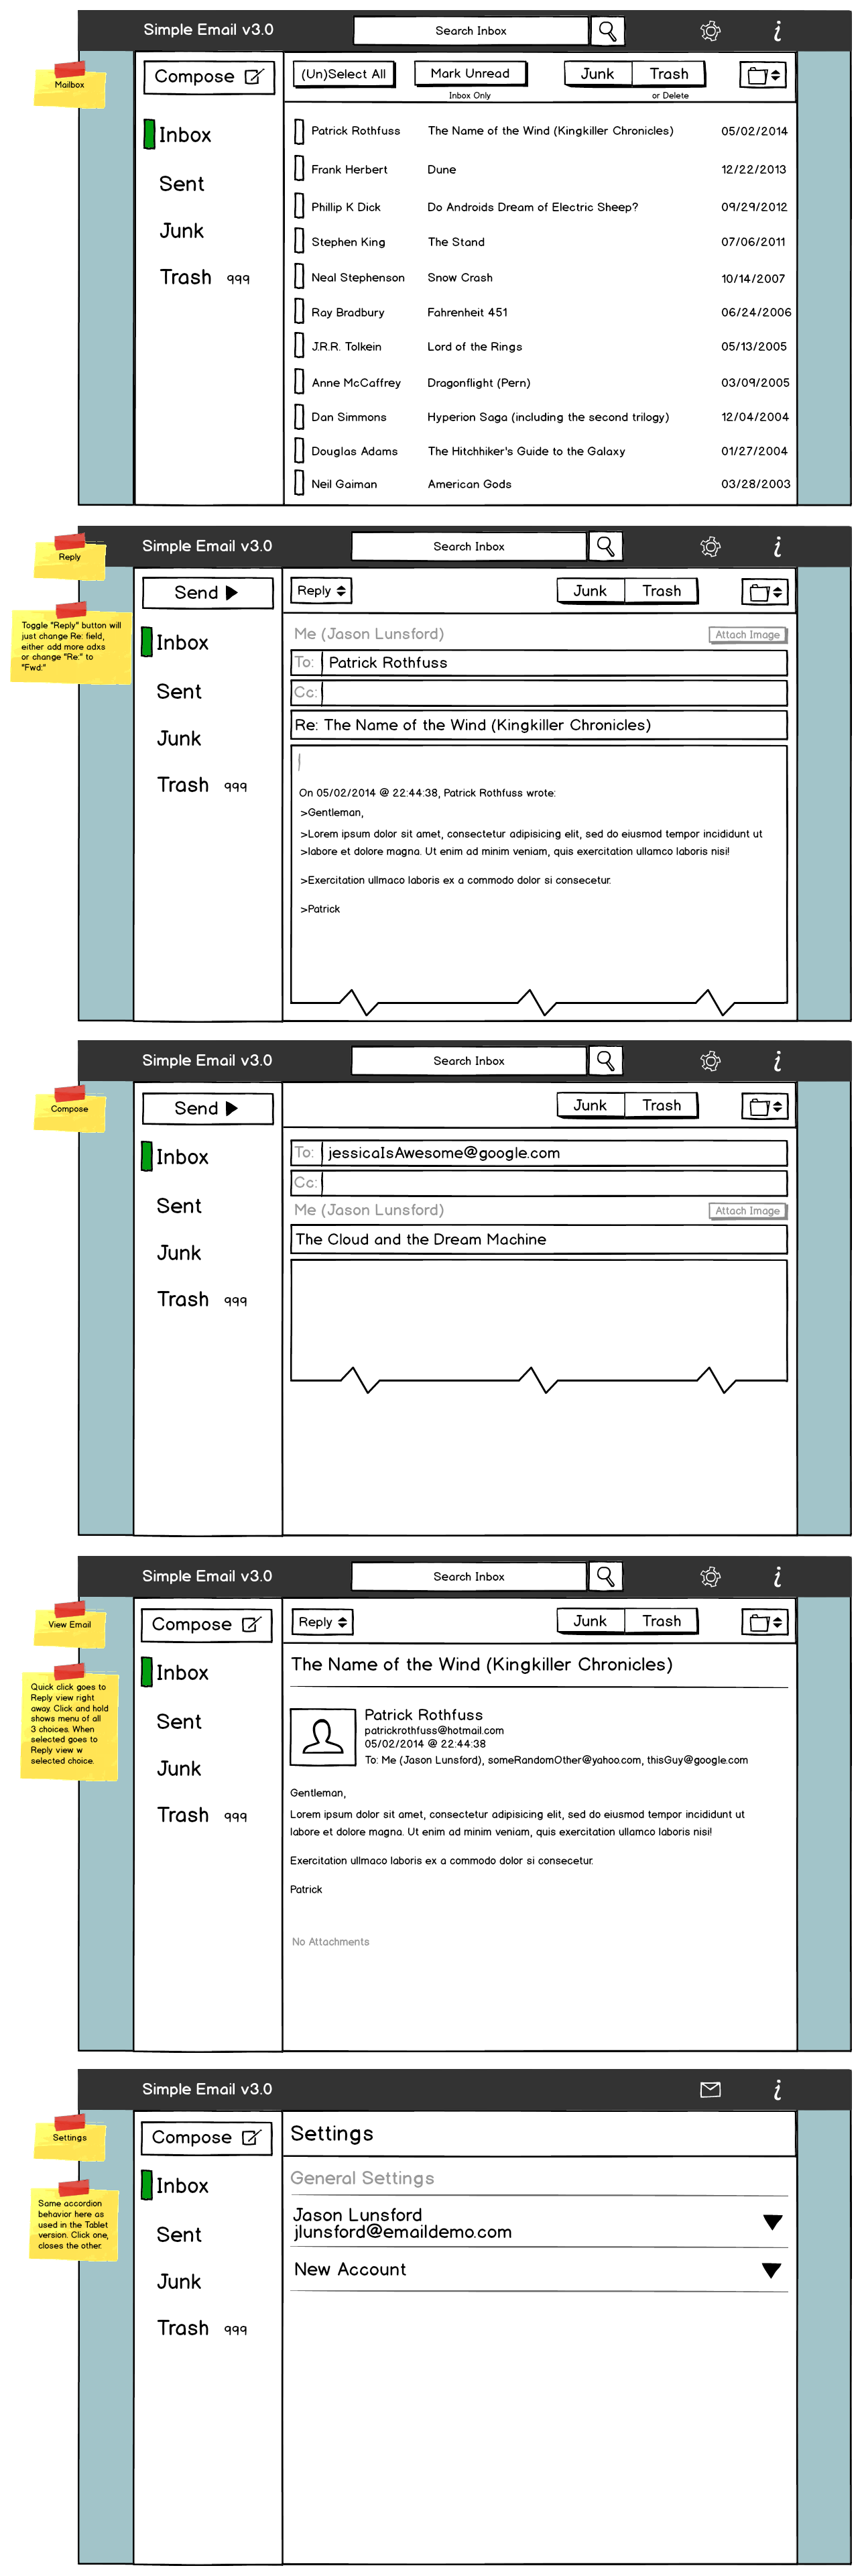 Simple Email v3.0
Search Inbox
i
Mailbox
Compose
(Un)Select All
Mark Unread
Junk
Trash
Inbox Only
or Delete
Inbox
Sent
Junk
Trash 999
Patrick Rothfuss The Name of the Wind (Kingkiller Chronicles) 05/02/2014
Frank Herbert Dune 12/22/2013
Phillip K Dick Do Androids Dream of Electric Sheep? 09/29/2012
Stephen King The Stand 07/06/2011
Neal Stephenson Snow Crash 10/14/2007
Ray Bradbury Fahrenheit 451 06/24/2006
J.R.R. Tolkein Lord of the Rings 05/13/2005
Anne McCaffrey Dragonflight (Pern) 03/09/2005
Dan Simmons Hyperion Saga (including the second trilogy) 12/04/2004
Douglas Adams The Hitchhiker's Guide to the Galaxy 01/27/2004
Neil Gaiman American Gods 03/28/2003
Simple Email v3.0
Search Inbox
i
Reply
Toggle "Reply" button will
just change Re: field,
either add more adxs
or change "Re:" to
"Fwd:"
Send
Reply
Junk
Trash
Inbox
Sent
Junk
Trash 999
Me (Jason Lunsford)
Attach Image
To: Patrick Rothfuss
Cc:
Re: The Name of the Wind (Kingkiller Chronicles)
On 05/02/2014 @ 22:44:38, Patrick Rothfuss wrote:
>Gentleman,
>Lorem ipsum dolor sit amet, consectetur adipisicing elit, sed do eiusmod tempor incididunt ut
>labore et dolore magna. Ut enim ad minim veniam, quis exercitation ullamco laboris nisi!
>Exercitation ullmaco laboris ex a commodo dolor si consecetur.
>Patrick
Simple Email v3.0
Search Inbox
i
Compose
Send
Junk
Trash
Inbox
Sent
Junk
Trash 999
To: jessicaIsAwesome@google.com
Cc:
Me (Jason Lunsford)
Attach Image
The Cloud and the Dream Machine
Simple Email v3.0
Search Inbox
i
View Email
Quick click goes to
Reply view right
away. Click and hold
shows menu of all
3 choices. When
selected goes to
Reply view w
selected choice.
Compose
Reply
Junk
Trash
Inbox
Sent
Junk
Trash 999
The Name of the Wind (Kingkiller Chronicles)
Patrick Rothfuss
patrickrothfuss@hotmail.com
05/02/2014 @ 22:44:38
To: Me (Jason Lunsford), someRandomOther@yahoo.com, thisGuy@google.com
Gentleman,
Lorem ipsum dolor sit amet, consectetur adipisicing elit, sed do eiusmod tempor incididunt ut
labore et dolore magna. Ut enim ad minim veniam, quis exercitation ullamco laboris nisi!
Exercitation ullmaco laboris ex a commodo dolor si consecetur.
Patrick
No Attachments
Simple Email v3.0
i
Settings
Same accordion
behavior here as
used in the Tablet
version. Click one,
closes the other.
Compose
Inbox
Sent
Junk
Trash 999
Settings
General Settings
Jason Lunsford
jlunsford@emaildemo.com
New Account